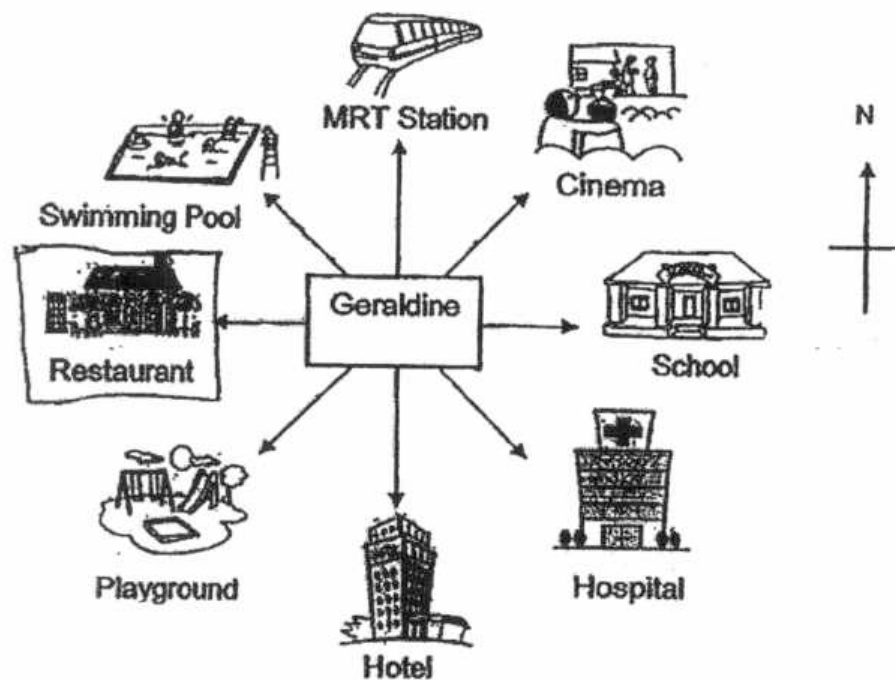 MRT Station
N
Cinema
Swimming Pool
Geraldine
Restaurant
School
Playground
Hospital
Hotel